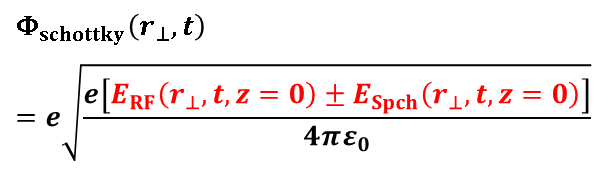 Φschottky(r⊥, t)
= e√(e[ERF(r⊥, t, z = 0) ± ESpch(r⊥, t, z = 0)] / 4πε0)